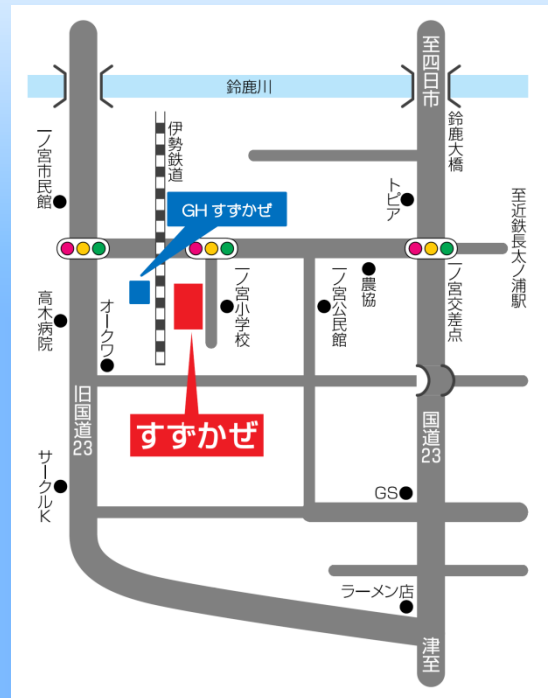 至四日市
鈴鹿川
鈴鹿大橋
一ノ宮市民館
伊勢鉄道
トピア
至近鉄長太ノ浦駅
GH すずかぜ
高木病院
オークワ
一ノ宮小学校
一ノ宮公民館
農協
一ノ宮交差点
旧国道23
すずかぜ
国道23
サークルK
GS
ラーメン店
津至